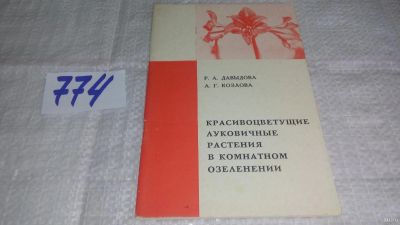 774
Р. А. ДАВЫДОВА
А. Г. КОЗЛОВА
КРАСИВОЦВЕТУЩИЕ
ЛУКОВИЧНЫЕ
РАСТЕНИЯ
В КОМНАТНОМ
ОЗЕЛЕНЕНИИ